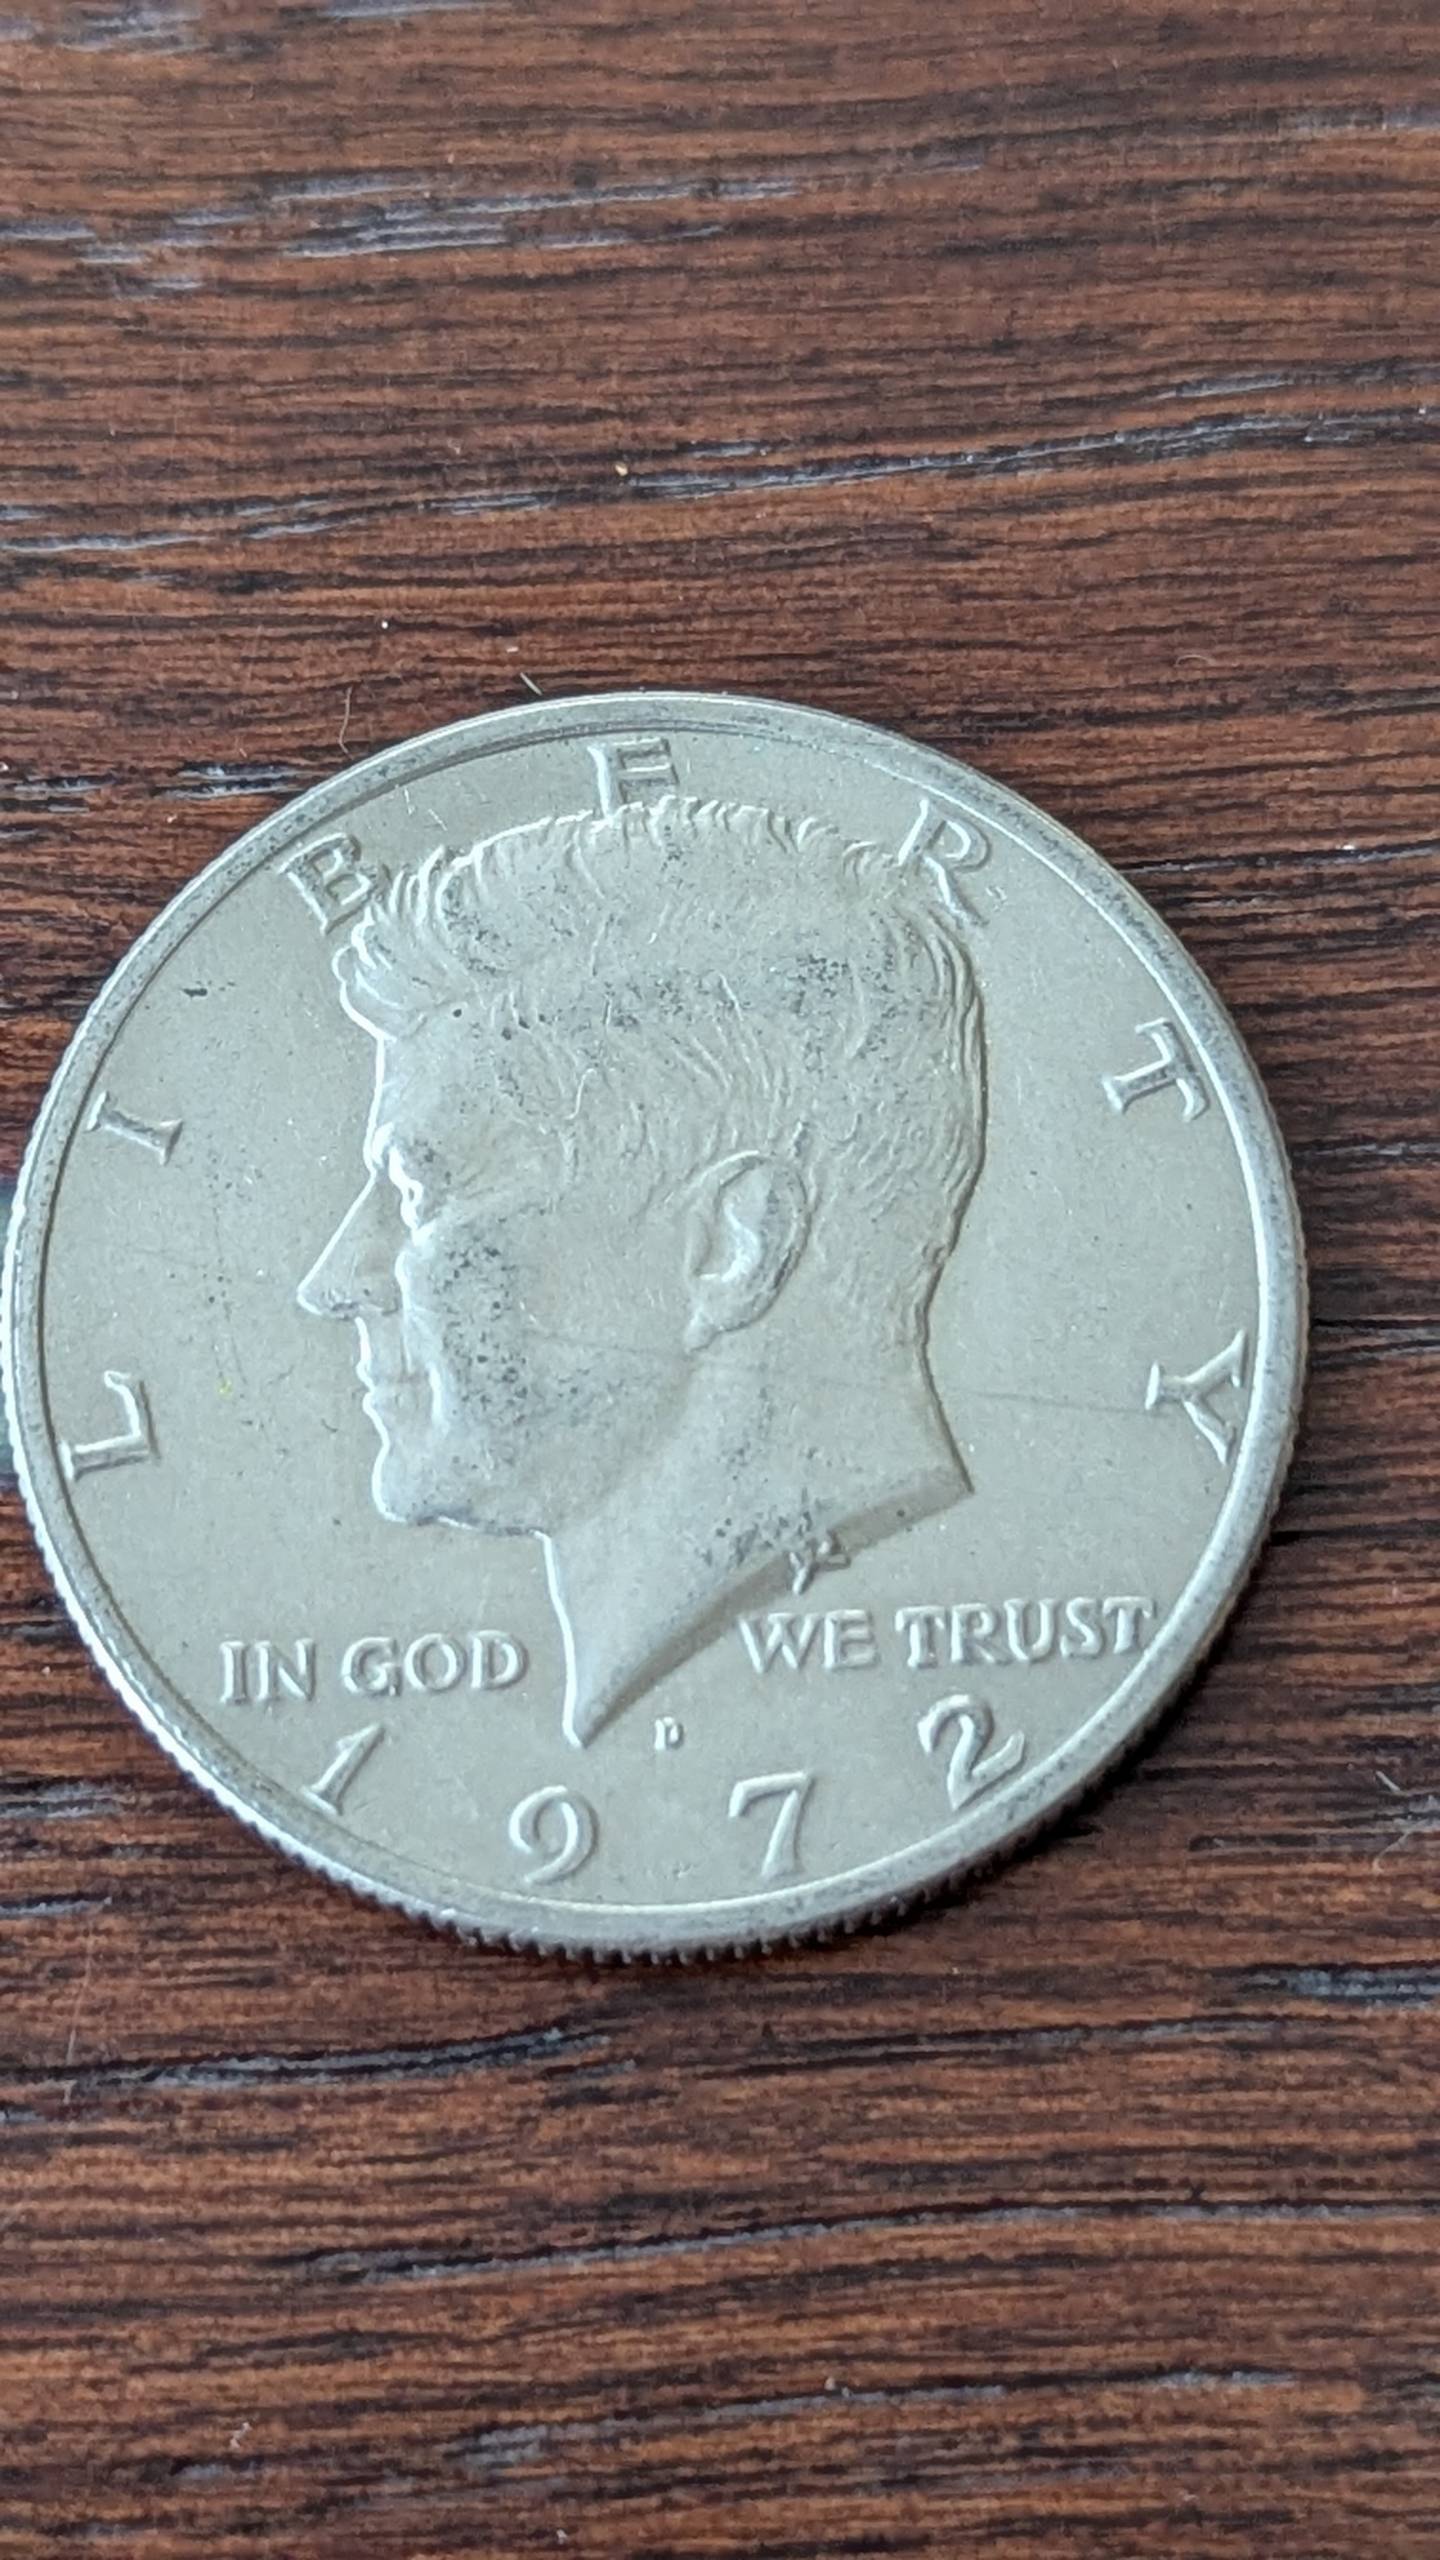 LIBERTY
IN GOD WE TRUST
D
1972